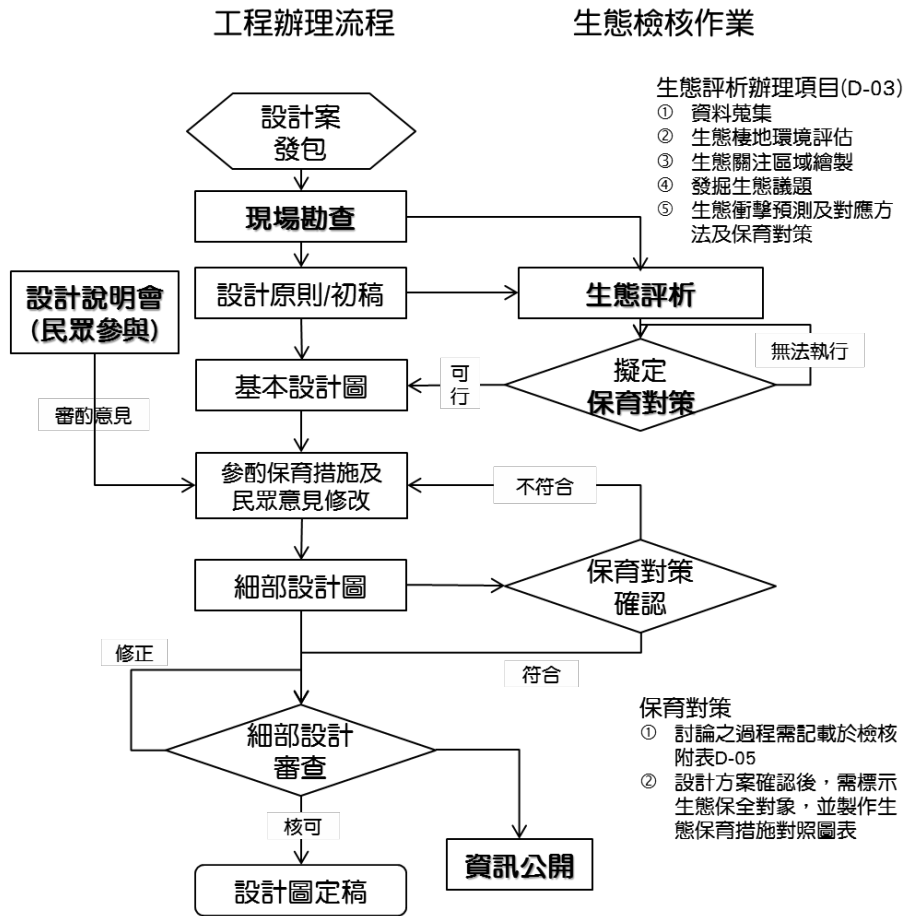 工程辦理流程
生態檢核作業
生態評析辦理項目(D-03)
① 資料蒐集
② 生態棲地環境評估
③ 生態關注區域繪製
④ 發掘生態議題
⑤ 生態衝擊預測及對應方
法及保育對策
設計案
發包
現場勘查
設計說明會
(民眾參與)
設計原則/初稿
生態評析
無法執行
基本設計圖
可
行
擬定
保育對策
審酌意見
參酌保育措施及
民眾意見修改
不符合
細部設計圖
保育對策
確認
修正
符合
細部設計
審查
保育對策
① 討論之過程需記載於檢核
附表D-05
② 設計方案確認後，需標示
生態保全對象，並製作生
態保育措施對照圖表
核可
資訊公開
設計圖定稿